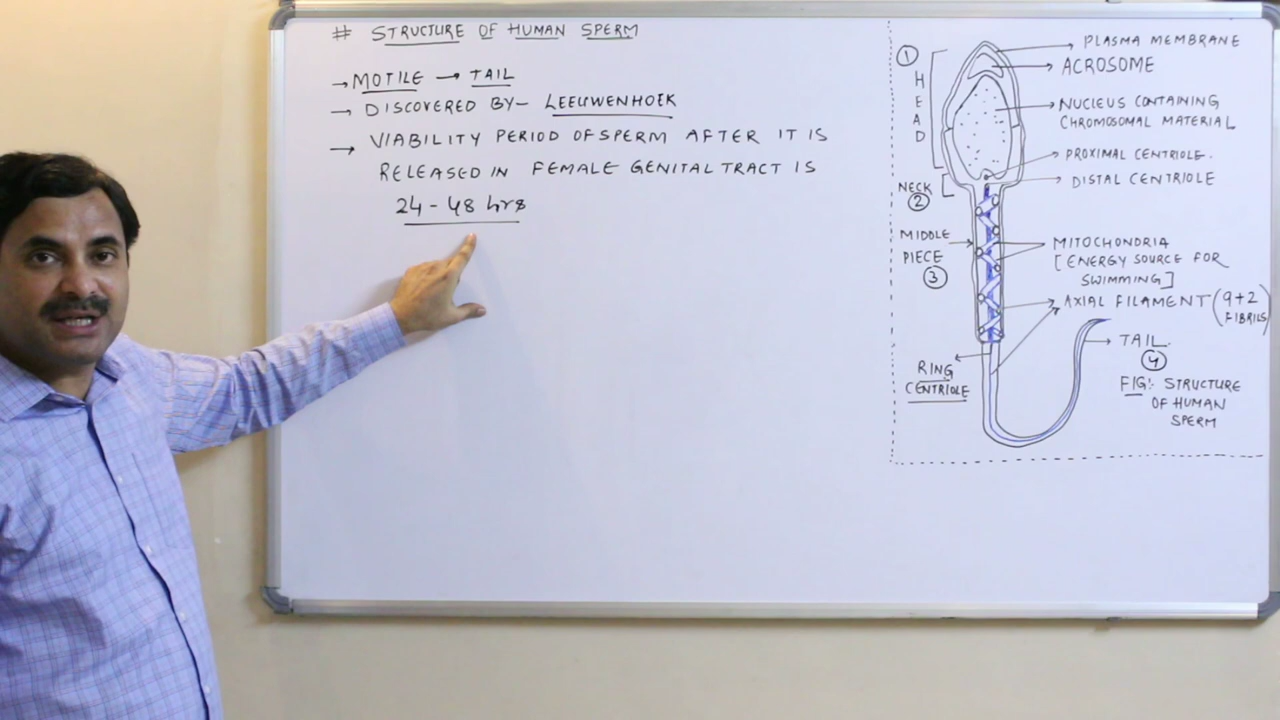 # STRUCTURE OF HUMAN SPERM
→ MOTILE → TAIL
→ DISCOVERED BY- LEEUWENHOEK
→ VIABILITY PERIOD OF SPERM AFTER IT IS
RELEASED IN FEMALE GENITAL TRACT IS
24-48 hrs
① HEAD
NECK ②
MIDDLE
PIECE
③
RING
CENTRIOLE
PLASMA MEMBRANE
ACROSOME
NUCLEUS CONTAINING
CHROMOSOMAL MATERIAL
PROXIMAL CENTRIOLE.
DISTAL CENTRIOLE
MITOCHONDRIA
[ENERGY SOURCE FOR
SWIMMING]
AXIAL FILAMENT (9+2
FIBRILS)
TAIL.
④
FIG:- STRUCTURE
OF HUMAN
SPERM